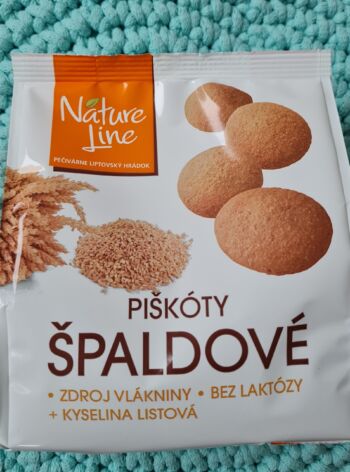 Nature
Line
PEČIVÁRNE LIPTOVSKÝ HRÁDOK
PIŠKÓTY
ŠPALDOVÉ
• ZDROJ VLÁKNINY • BEZ LAKTÓZY
+ KYSELINA LISTOVÁ